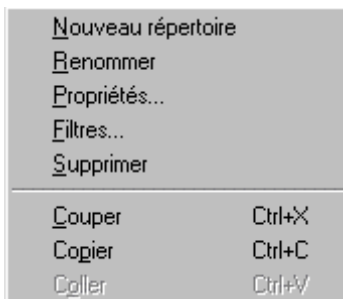 Nouveau répertoire
Renommer
Propriétés...
Filtres...
Supprimer
Couper Ctrl+X
Copier Ctrl+C
Coller Ctrl+V